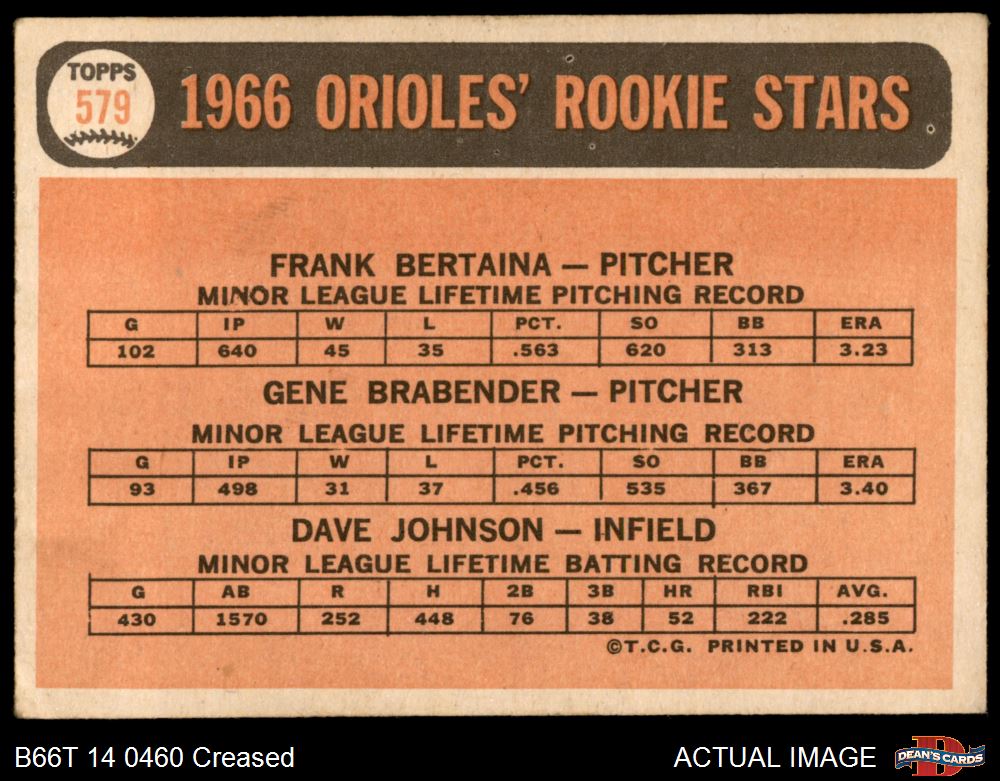 TOPPS
579
1966 ORIOLES' ROOKIE STARS
FRANK BERTAINA — PITCHER
MINOR LEAGUE LIFETIME PITCHING RECORD
G IP W L PCT. SO BB ERA
102 640 45 35 .563 620 313 3.23
GENE BRABENDER — PITCHER
MINOR LEAGUE LIFETIME PITCHING RECORD
G IP W L PCT. SO BB ERA
93 498 31 37 .456 535 367 3.40
DAVE JOHNSON — INFIELD
MINOR LEAGUE LIFETIME BATTING RECORD
G AB R H 2B 3B HR RBI AVG.
430 1570 252 448 76 38 52 222 .285
©T.C.G. PRINTED IN U.S.A.
B66T 14 0460 Creased
ACTUAL IMAGE
D
DEAN'S CARDS